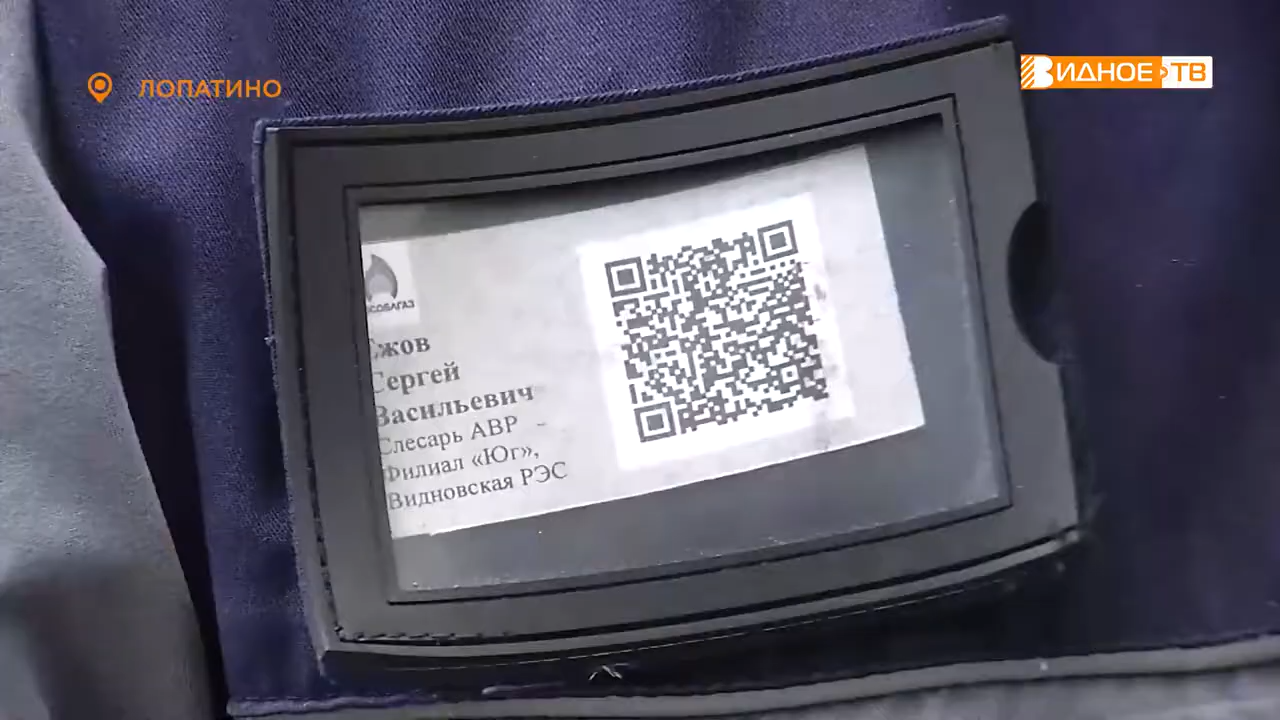 ЛОПАТИНО
ВИДНОЕ ТВ
Сергей
Васильевич
Слесарь АВР
Филиал «Юг»,
Видновская РЭС